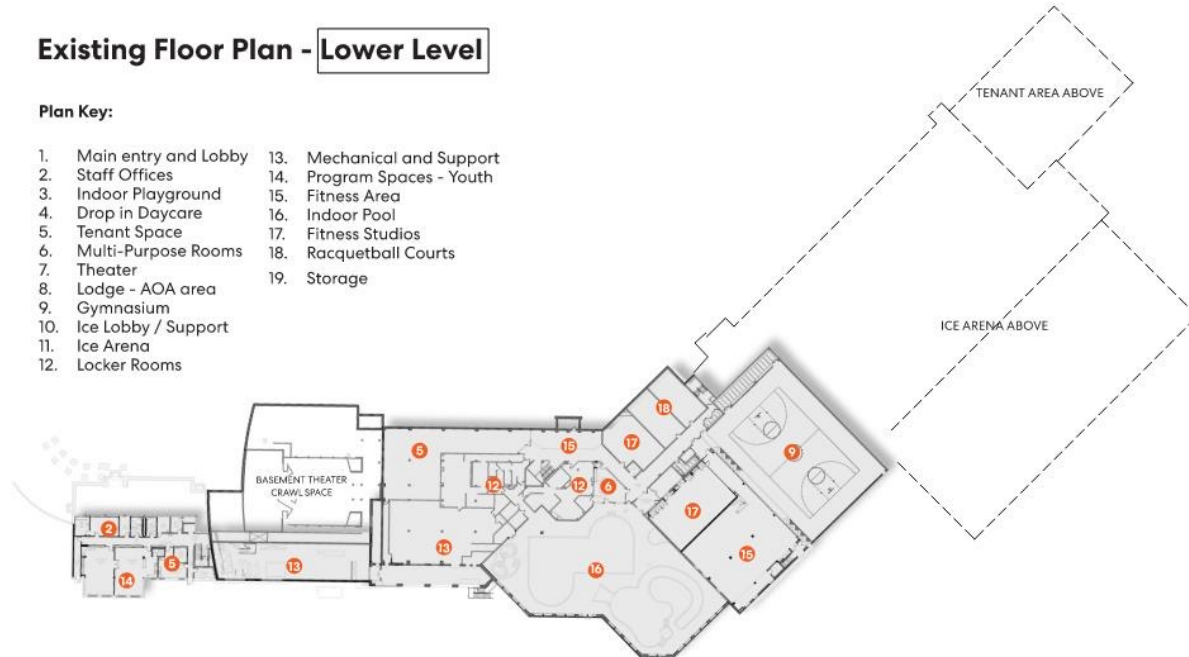 Existing Floor Plan - Lower Level
Plan Key:
1. Main entry and Lobby
2. Staff Offices
3. Indoor Playground
4. Drop in Daycare
5. Tenant Space
6. Multi-Purpose Rooms
7. Theater
8. Lodge - AOA area
9. Gymnasium
10. Ice Lobby / Support
11. Ice Arena
12. Locker Rooms
13. Mechanical and Support
14. Program Spaces - Youth
15. Fitness Area
16. Indoor Pool
17. Fitness Studios
18. Racquetball Courts
19. Storage
TENANT AREA ABOVE
ICE ARENA ABOVE
18
17
15
5
9
BASEMENT THEATER
CRAWL SPACE
12
12
6
17
2
13
15
5
13
16
14